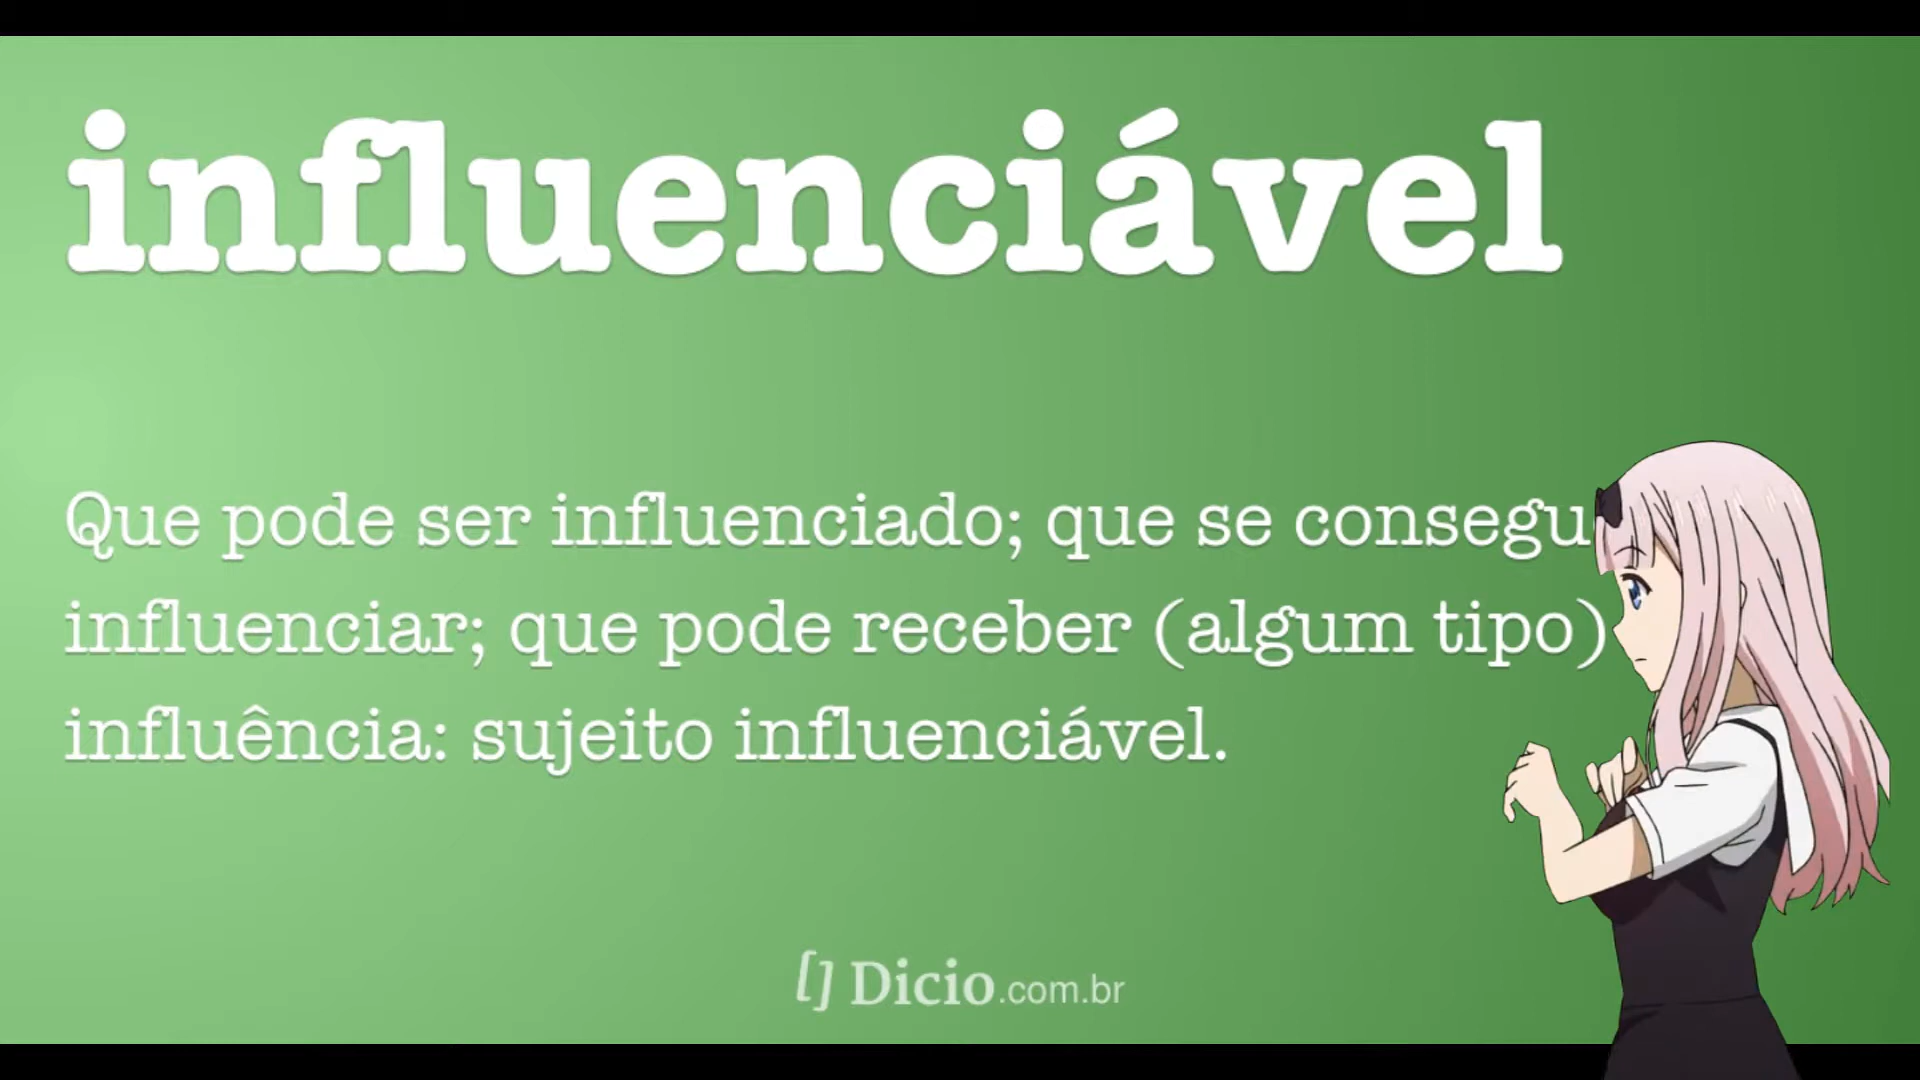 influenciável
Que pode ser influenciado; que se consegu
influenciar; que pode receber (algum tipo)
influência: sujeito influenciável.
[] Dicio.com.br